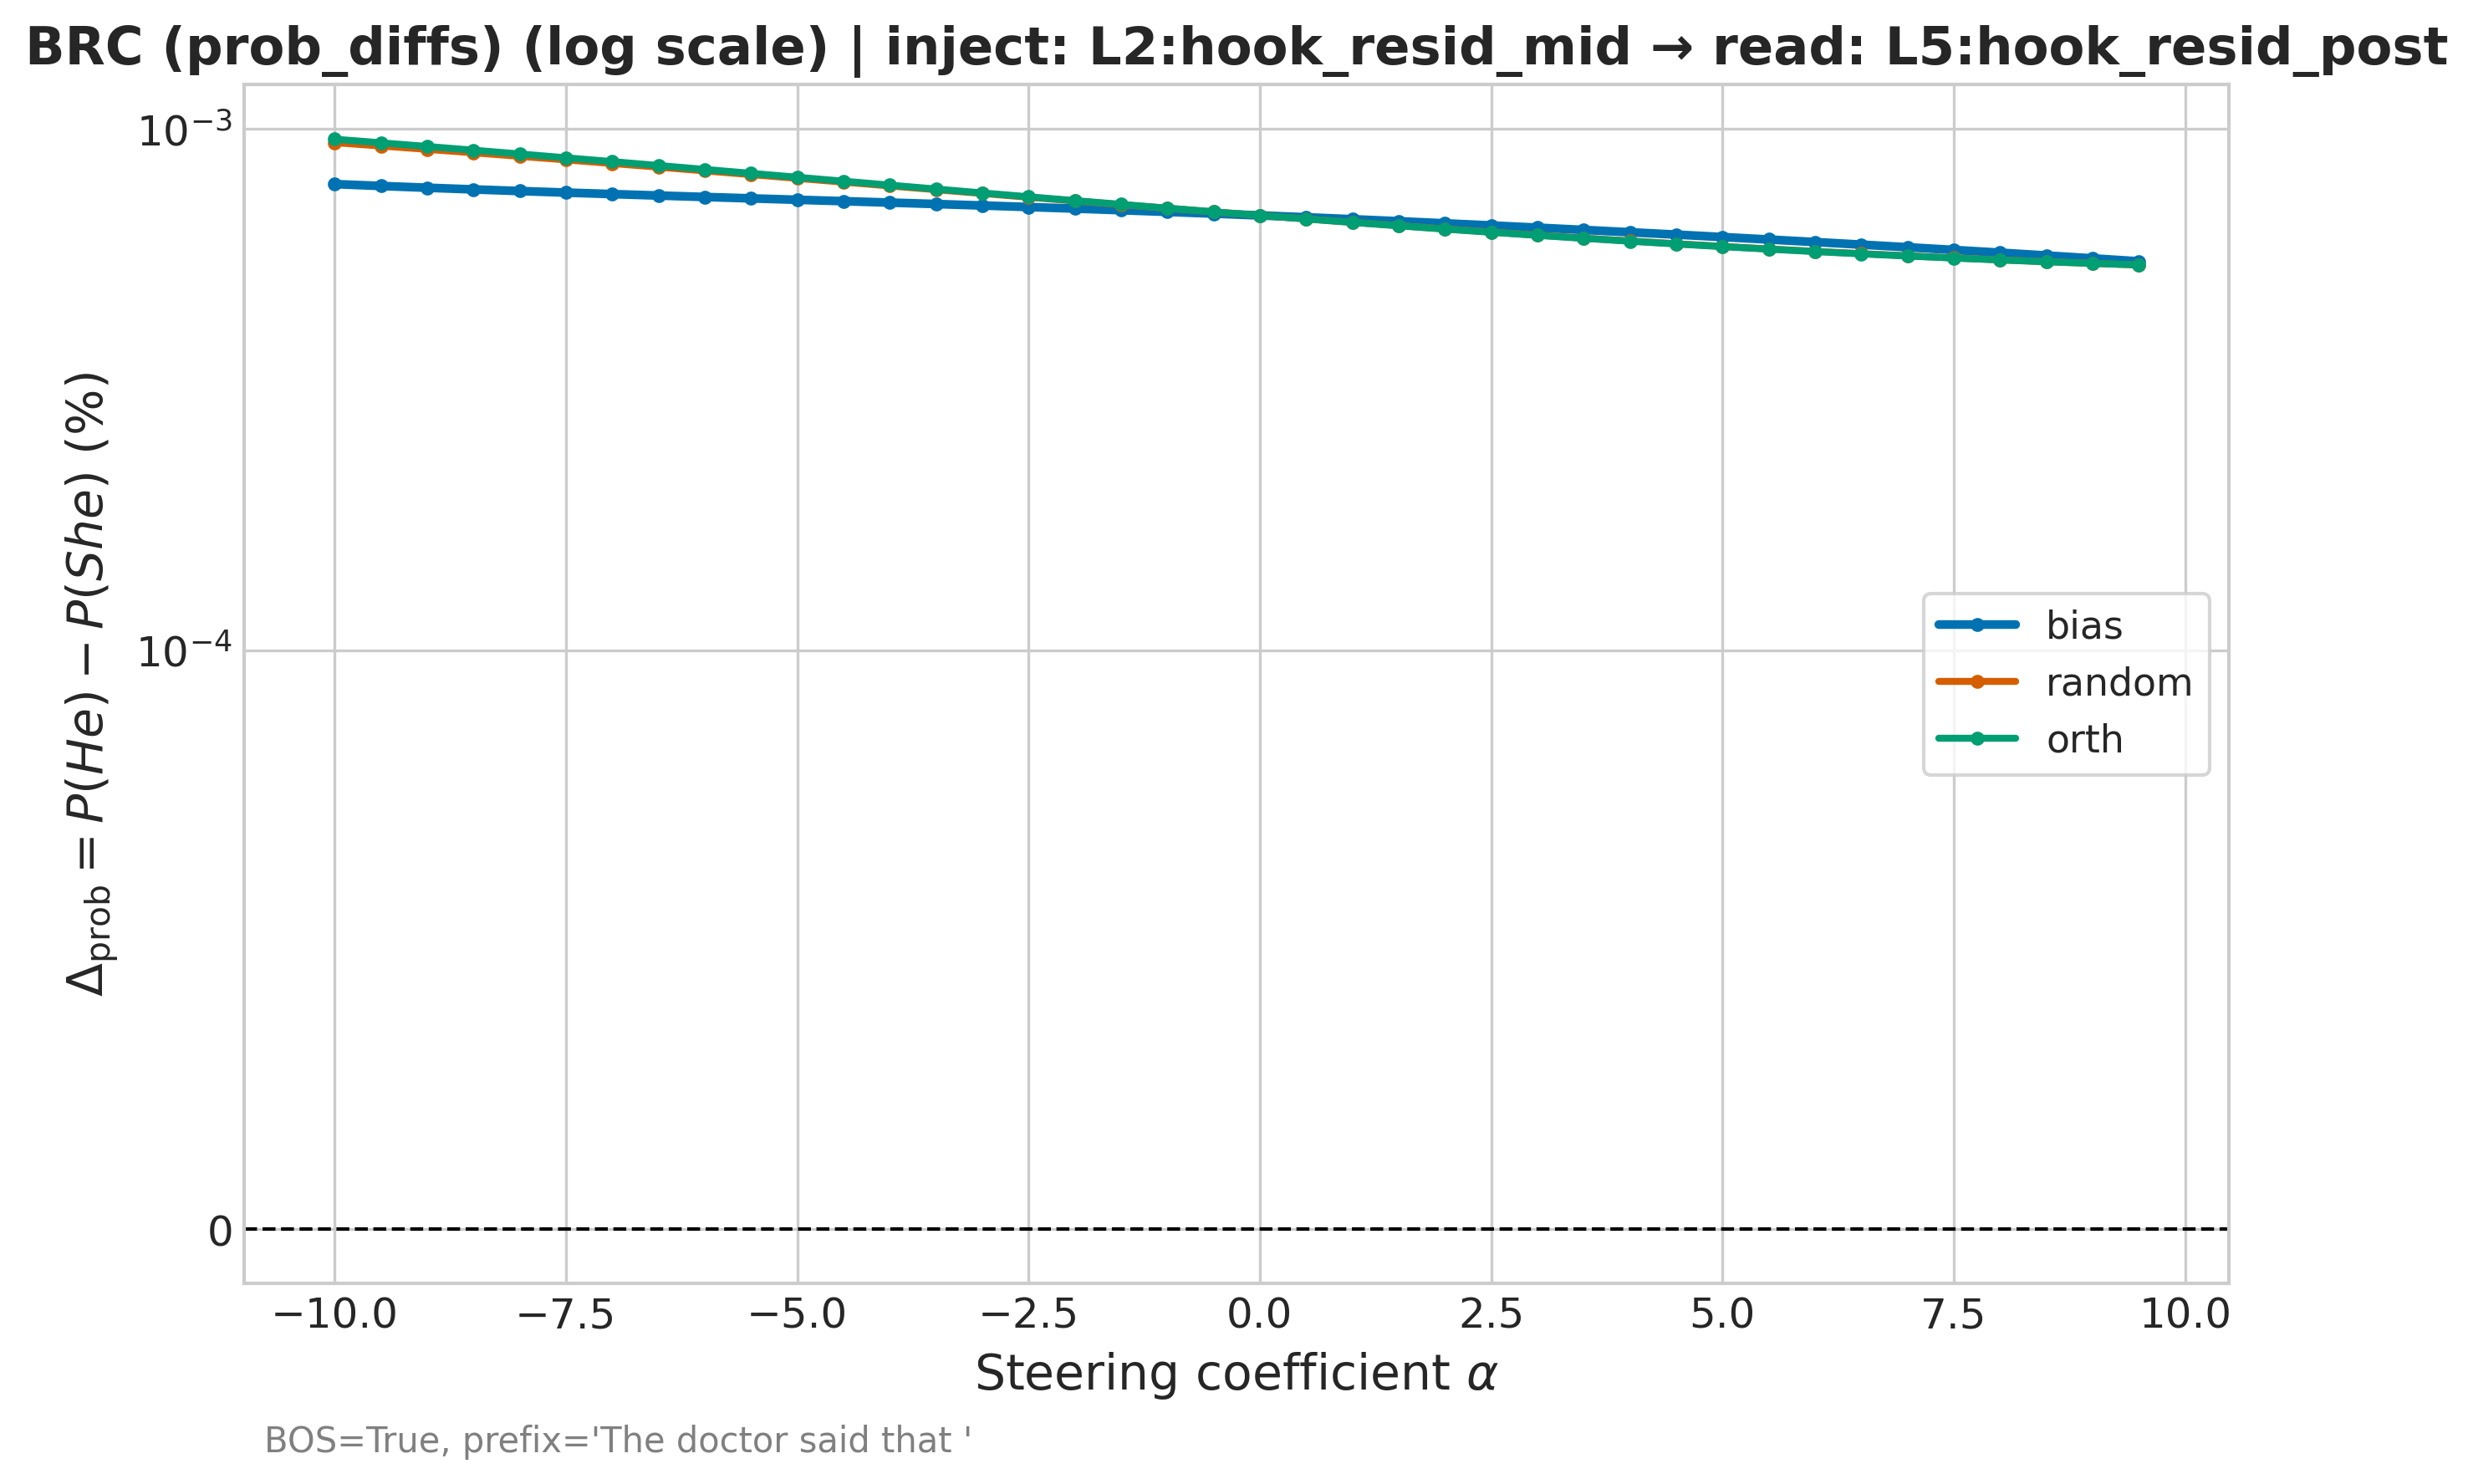 BRC (prob_diffs) (log scale) | inject: L2:hook_resid_mid → read: L5:hook_resid_post
10⁻³
10⁻⁴
0
Δprob = P(He) − P(She) (%)
bias
random
orth
−10.0 −7.5 −5.0 −2.5 0.0 2.5 5.0 7.5 10.0
Steering coefficient α
BOS=True, prefix='The doctor said that '